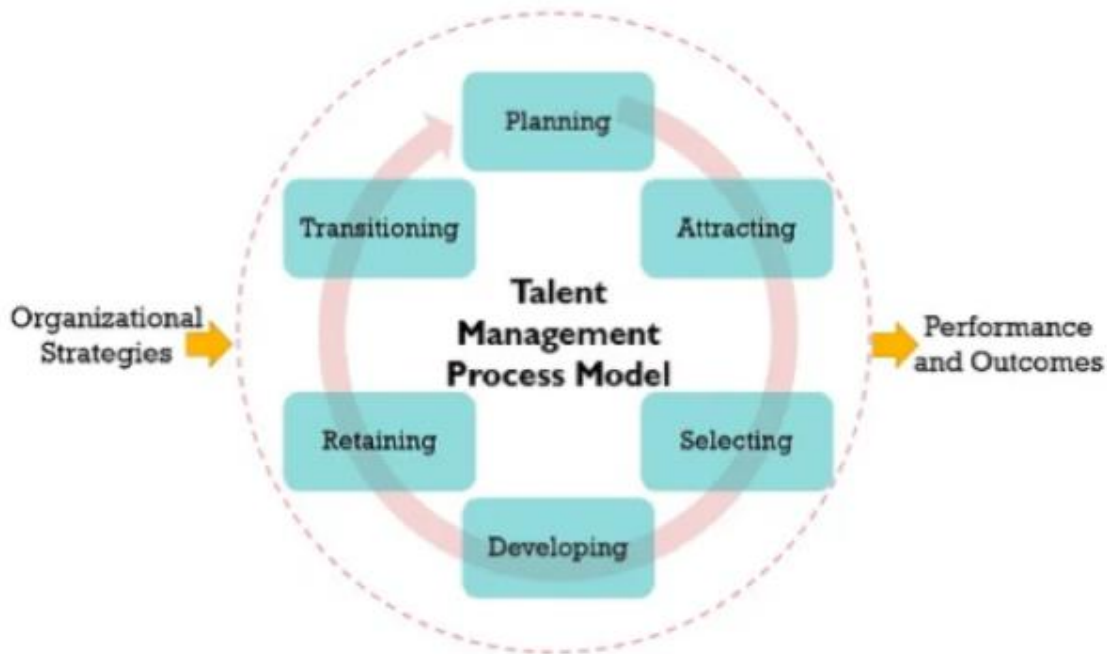 Planning
Transitioning
Attracting
Talent
Management
Process Model
Organizational
Strategies
Performance
and Outcomes
Retaining
Selecting
Developing